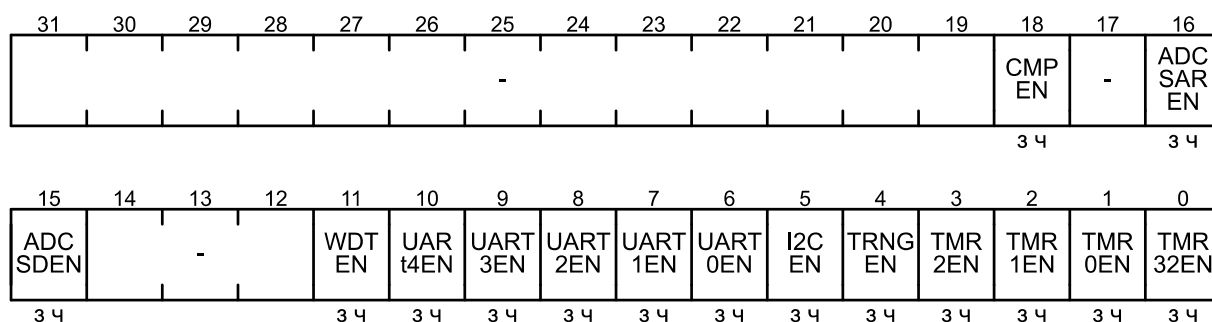 31 30 29 28 27 26 25 24 23 22 21 20 19 18 17 16
- CMP EN - ADC SAR EN
з ч з ч
15 14 13 12 11 10 9 8 7 6 5 4 3 2 1 0
ADC SDEN - WDT EN UAR t4EN UART 3EN UART 2EN UART 1EN UART 0EN I2C EN TRNG EN TMR 2EN TMR 1EN TMR 0EN TMR 32EN
з ч з ч з ч з ч з ч з ч з ч з ч з ч з ч з ч з ч з ч